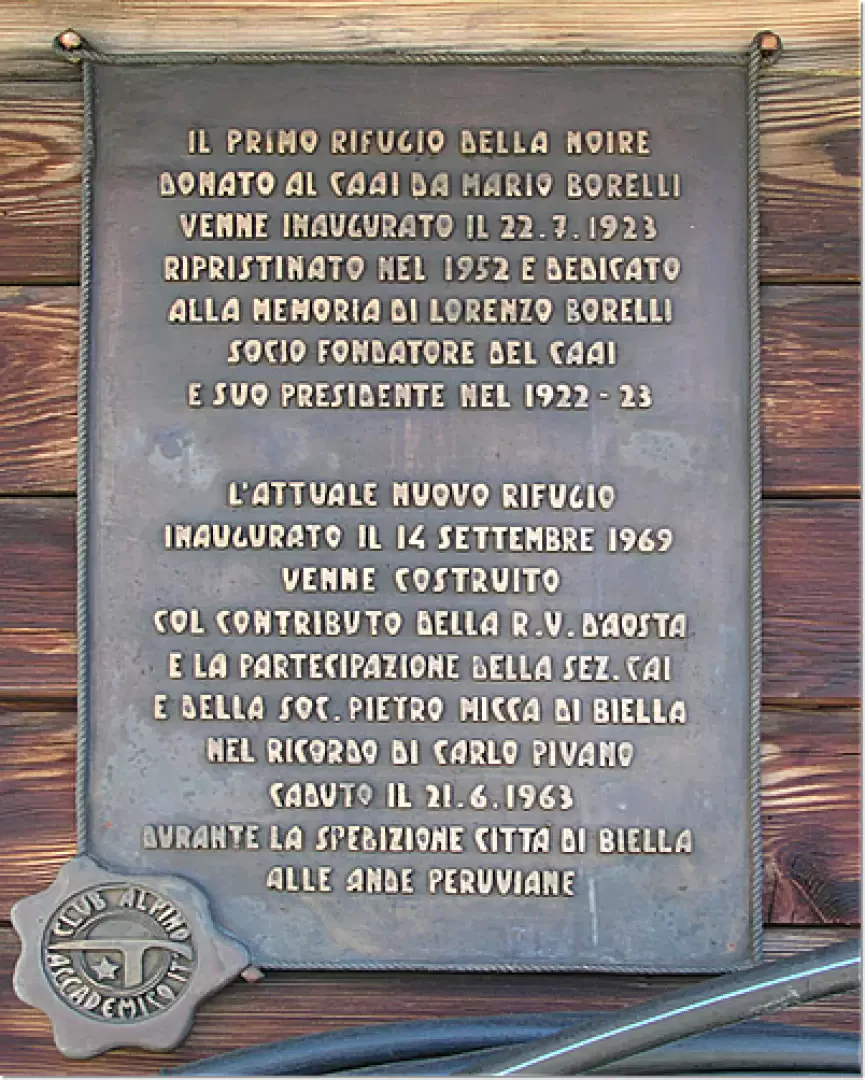 IL PRIMO RIFUGIO DELLA NOIRE
DONATO AL CAAI DA MARIO BORELLI
VENNE INAUGURATO IL 22.7.1923
RIPRISTINATO NEL 1952 E DEDICATO
ALLA MEMORIA DI LORENZO BORELLI
SOCIO FONDATORE DEL CAAI
E SUO PRESIDENTE NEL 1922 - 23
L'ATTUALE NUOVO RIFUGIO
INAUGURATO IL 14 SETTEMBRE 1969
VENNE COSTRUITO
COL CONTRIBUTO DELLA R.V. D'AOSTA
E LA PARTECIPAZIONE DELLA SEZ. CAI
E DELLA SOC. PIETRO MICCA DI BIELLA
NEL RICORDO DI CARLO PIVANO
CADUTO IL 21.6.1963
DURANTE LA SPEDIZIONE CITTÀ DI BIELLA
ALLE ANDE PERUVIANE
CLUB ALPINO
ACCADEMICO IT